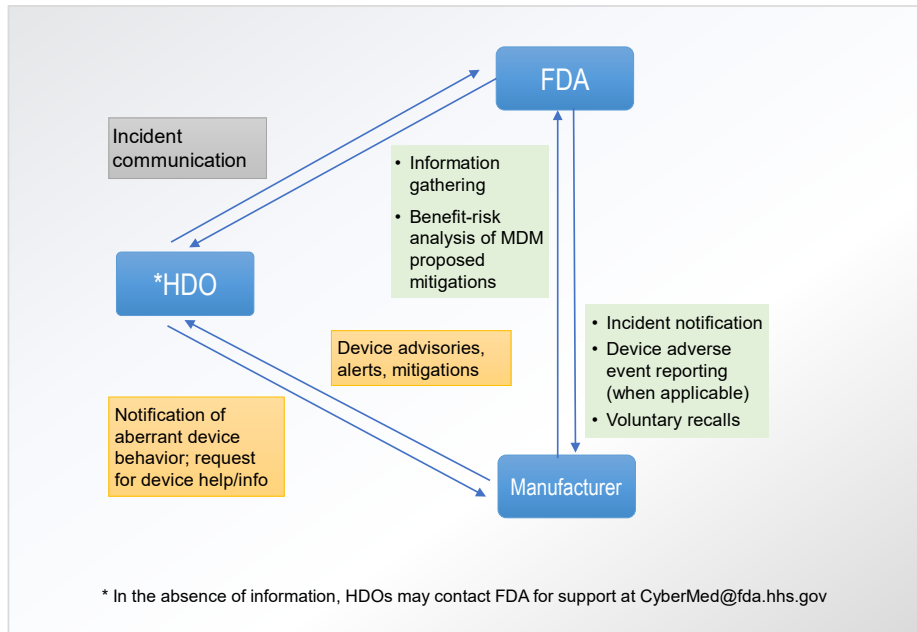 FDA
Incident
communication
• Information
gathering
• Benefit-risk
analysis of MDM
proposed
mitigations
*HDO
• Incident notification
• Device adverse
event reporting
(when applicable)
• Voluntary recalls
Device advisories,
alerts, mitigations
Notification of
aberrant device
behavior; request
for device help/info
Manufacturer
* In the absence of information, HDOs may contact FDA for support at CyberMed@fda.hhs.gov